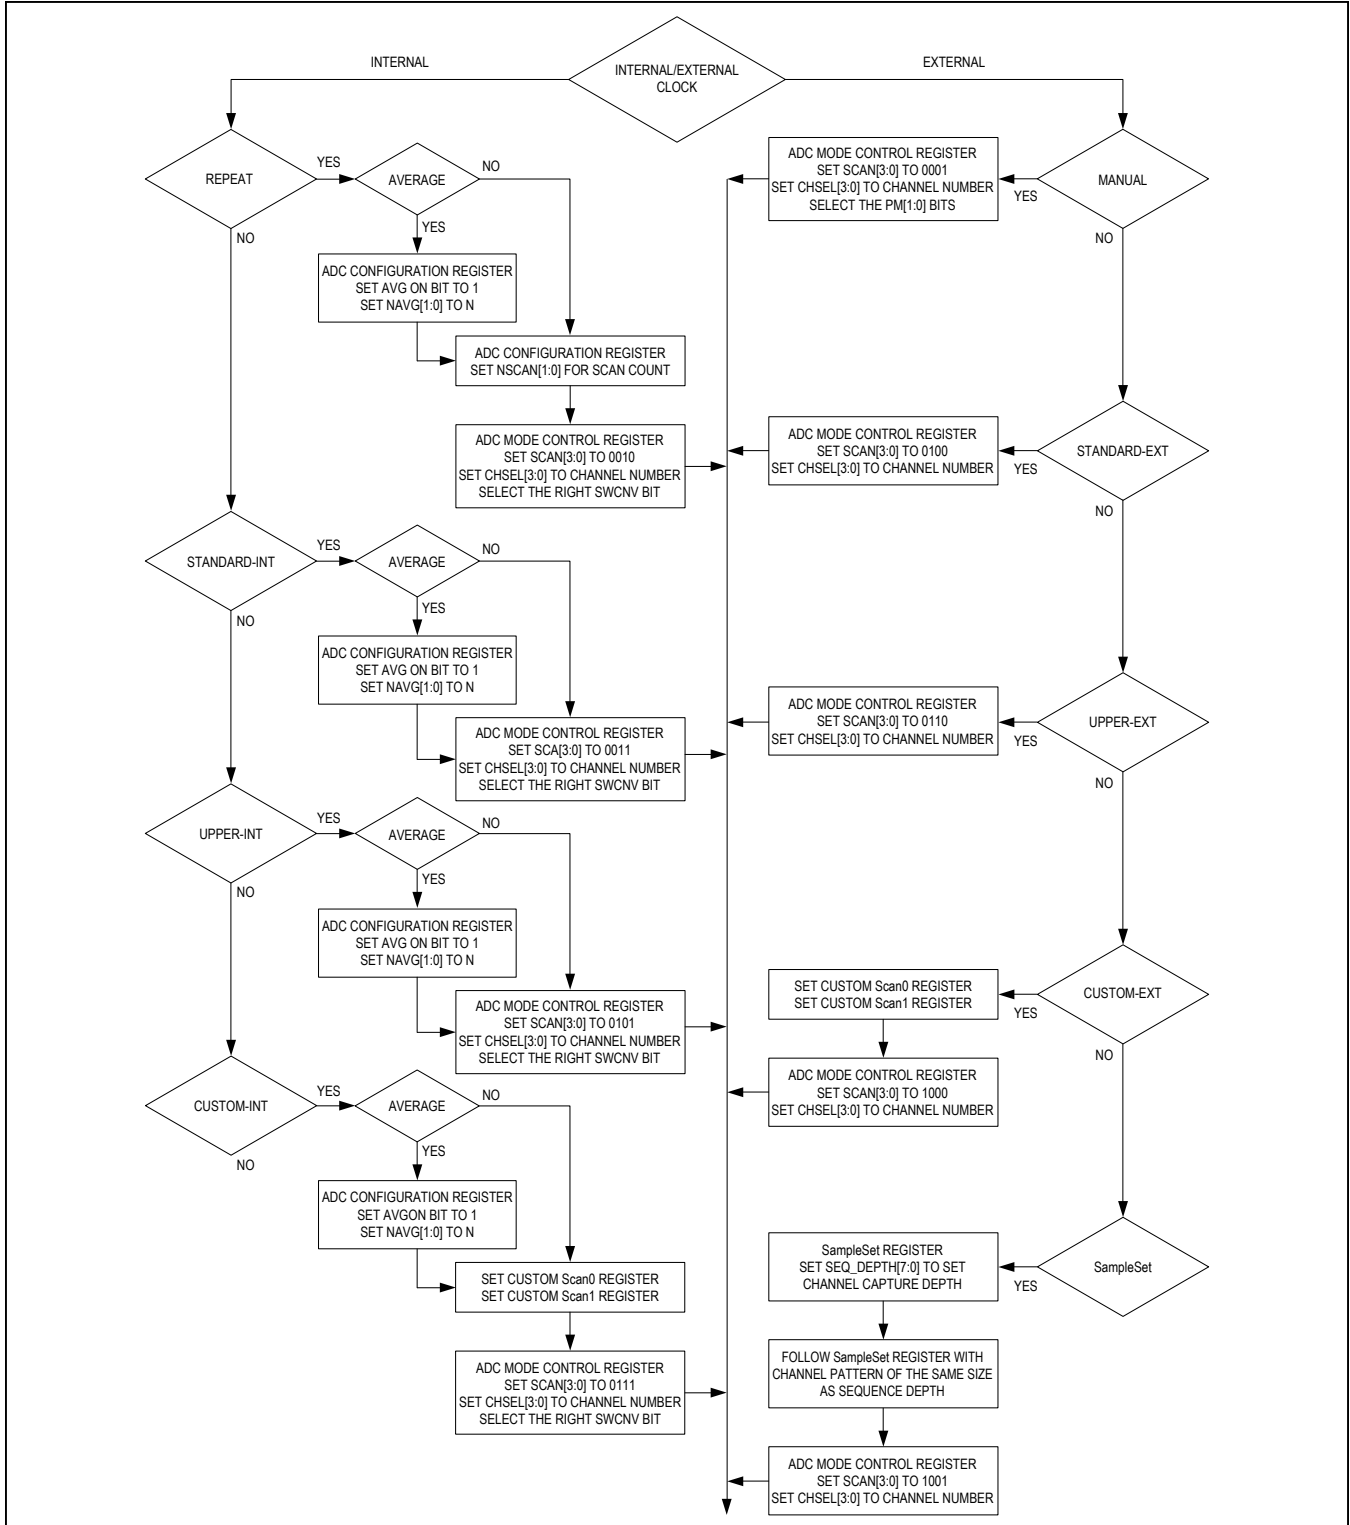 INTERNAL
INTERNAL/EXTERNAL
CLOCK
EXTERNAL
REPEAT
YES
AVERAGE
NO
YES
NO
ADC CONFIGURATION REGISTER
SET AVG ON BIT TO 1
SET NAVG[1:0] TO N
ADC CONFIGURATION REGISTER
SET NSCAN[1:0] FOR SCAN COUNT
ADC MODE CONTROL REGISTER
SET SCAN[3:0] TO 0010
SET CHSEL[3:0] TO CHANNEL NUMBER
SELECT THE RIGHT SWCNV BIT
STANDARD-INT
YES
AVERAGE
NO
YES
NO
ADC CONFIGURATION REGISTER
SET AVG ON BIT TO 1
SET NAVG[1:0] TO N
ADC MODE CONTROL REGISTER
SET SCA[3:0] TO 0011
SET CHSEL[3:0] TO CHANNEL NUMBER
SELECT THE RIGHT SWCNV BIT
UPPER-INT
YES
AVERAGE
NO
YES
NO
ADC CONFIGURATION REGISTER
SET AVG ON BIT TO 1
SET NAVG[1:0] TO N
ADC MODE CONTROL REGISTER
SET SCAN[3:0] TO 0101
SET CHSEL[3:0] TO CHANNEL NUMBER
SELECT THE RIGHT SWCNV BIT
CUSTOM-INT
YES
AVERAGE
NO
YES
NO
ADC CONFIGURATION REGISTER
SET AVGON BIT TO 1
SET NAVG[1:0] TO N
SET CUSTOM Scan0 REGISTER
SET CUSTOM Scan1 REGISTER
ADC MODE CONTROL REGISTER
SET SCAN[3:0] TO 0111
SET CHSEL[3:0] TO CHANNEL NUMBER
SELECT THE RIGHT SWCNV BIT
ADC MODE CONTROL REGISTER
SET SCAN[3:0] TO 0001
SET CHSEL[3:0] TO CHANNEL NUMBER
SELECT THE PM[1:0] BITS
YES
MANUAL
NO
ADC MODE CONTROL REGISTER
SET SCAN[3:0] TO 0100
SET CHSEL[3:0] TO CHANNEL NUMBER
YES
STANDARD-EXT
NO
ADC MODE CONTROL REGISTER
SET SCAN[3:0] TO 0110
SET CHSEL[3:0] TO CHANNEL NUMBER
YES
UPPER-EXT
NO
SET CUSTOM Scan0 REGISTER
SET CUSTOM Scan1 REGISTER
YES
CUSTOM-EXT
NO
ADC MODE CONTROL REGISTER
SET SCAN[3:0] TO 1000
SET CHSEL[3:0] TO CHANNEL NUMBER
SampleSet REGISTER
SET SEQ_DEPTH[7:0] TO SET
CHANNEL CAPTURE DEPTH
YES
SampleSet
FOLLOW SampleSet REGISTER WITH
CHANNEL PATTERN OF THE SAME SIZE
AS SEQUENCE DEPTH
ADC MODE CONTROL REGISTER
SET SCAN[3:0] TO 1001
SET CHSEL[3:0] TO CHANNEL NUMBER